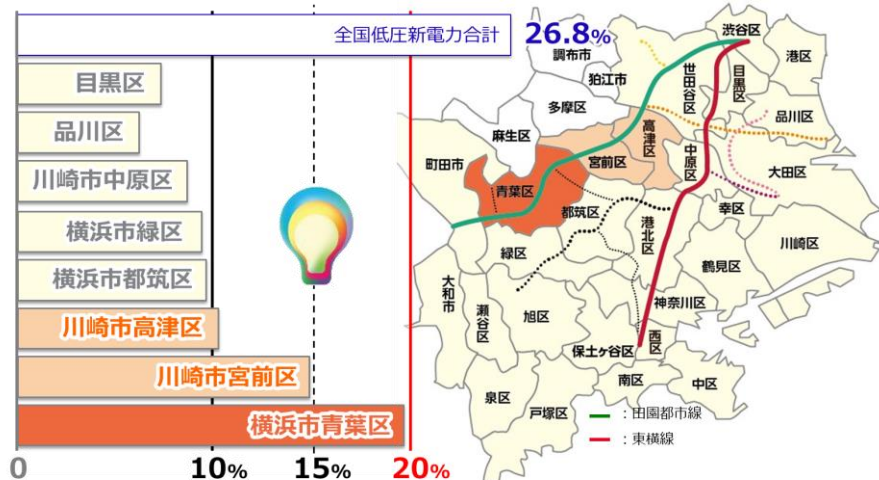 全国低圧新電力合計 26.8%
目黒区
品川区
川崎市中原区
横浜市緑区
横浜市都筑区
川崎市高津区
川崎市宮前区
横浜市青葉区
0 10% 15% 20%
渋谷区
調布市
港区
狛江市
世田谷区
目黒区
多摩区
品川区
麻生区
高津区
町田市
宮前区
中原区
大田区
青葉区
都筑区
幸区
港北区
緑区
川崎区
鶴見区
大和市
瀬谷区
旭区
神奈川区
保土ヶ谷区
西区
泉区
戸塚区
南区
中区
:田園都市線
:東横線